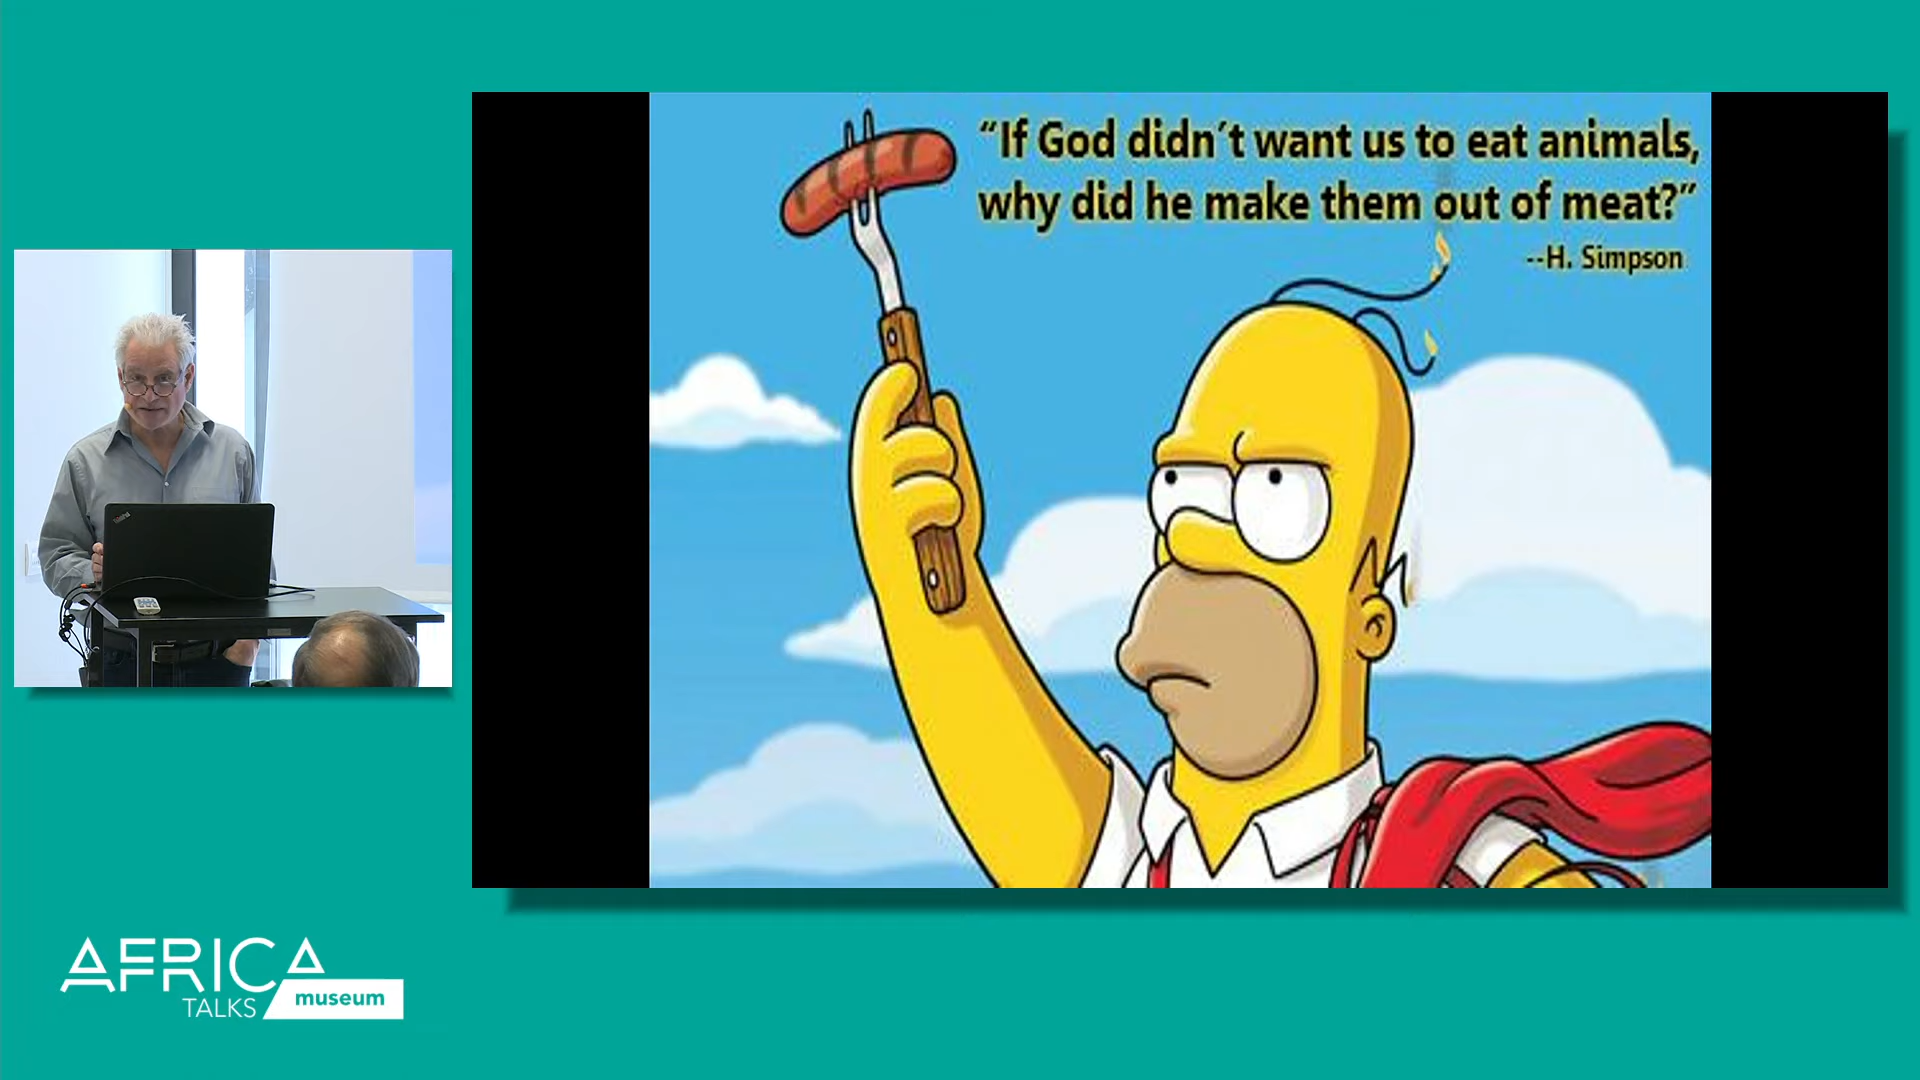 “If God didn´t want us to eat animals,
why did he make them out of meat?”
--H. Simpson
ThinkPad
AFRICA
TALKS
museum